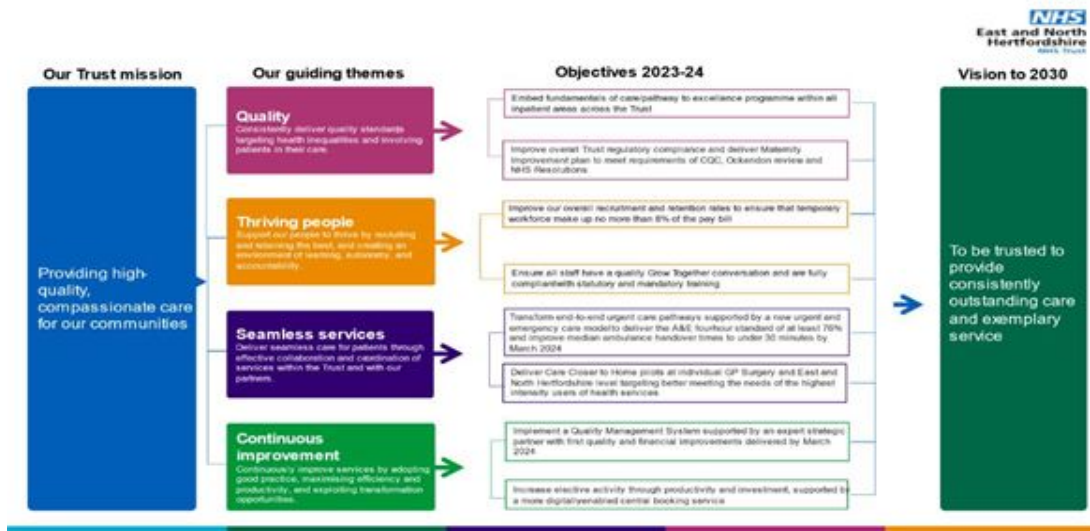 NHS
East and North
Hertfordshire
NHS Trust
Our Trust mission
Our guiding themes
Objectives 2023-24
Vision to 2030
Providing high-
quality,
compassionate care
for our communities
Quality
Consistently deliver quality standards
targeting health inequalities and involving
patients in their care.
Thriving people
Support our people to thrive by recruiting
and retaining the best, and creating an
environment of learning, autonomy, and
accountability.
Seamless services
Deliver seamless care for patients through
effective collaboration and coordination of
services within the Trust and with our
partners.
Continuous
improvement
Continuously improve services by adopting
good practice, maximising efficiency and
productivity, and exploiting transformation
opportunities.
Embed fundamentals of care/pathway to excellence programme within all
inpatient areas across the Trust
Improve overall Trust regulatory compliance and deliver Maternity
Improvement plan to meet requirements of CQC, Ockendon review and
NHS Resolutions
Improve our overall recruitment and retention rates to ensure that temporary
workforce make up no more than 8% of the pay bill
Ensure all staff have a quality Grow Together conversation and are fully
compliantwith statutory and mandatory training
Transform end-to-end urgent care pathways supported by a new urgent and
emergency care model to deliver the A&E fourhour standard of at least 76%
and improve median ambulance handover times to under 30 minutes by
March 2024
Deliver Care Closer to Home pilots at individual GP Surgery and East and
North Hertfordshire level targeting better meeting the needs of the highest
intensity users of health services
Implement a Quality Management System supported by an expert strategic
partner with first quality and financial improvements delivered by March
2024
Increase elective activity through productivity and investment, supported by
a more digitallyenabled central booking service
To be trusted to
provide
consistently
outstanding care
and exemplary
service